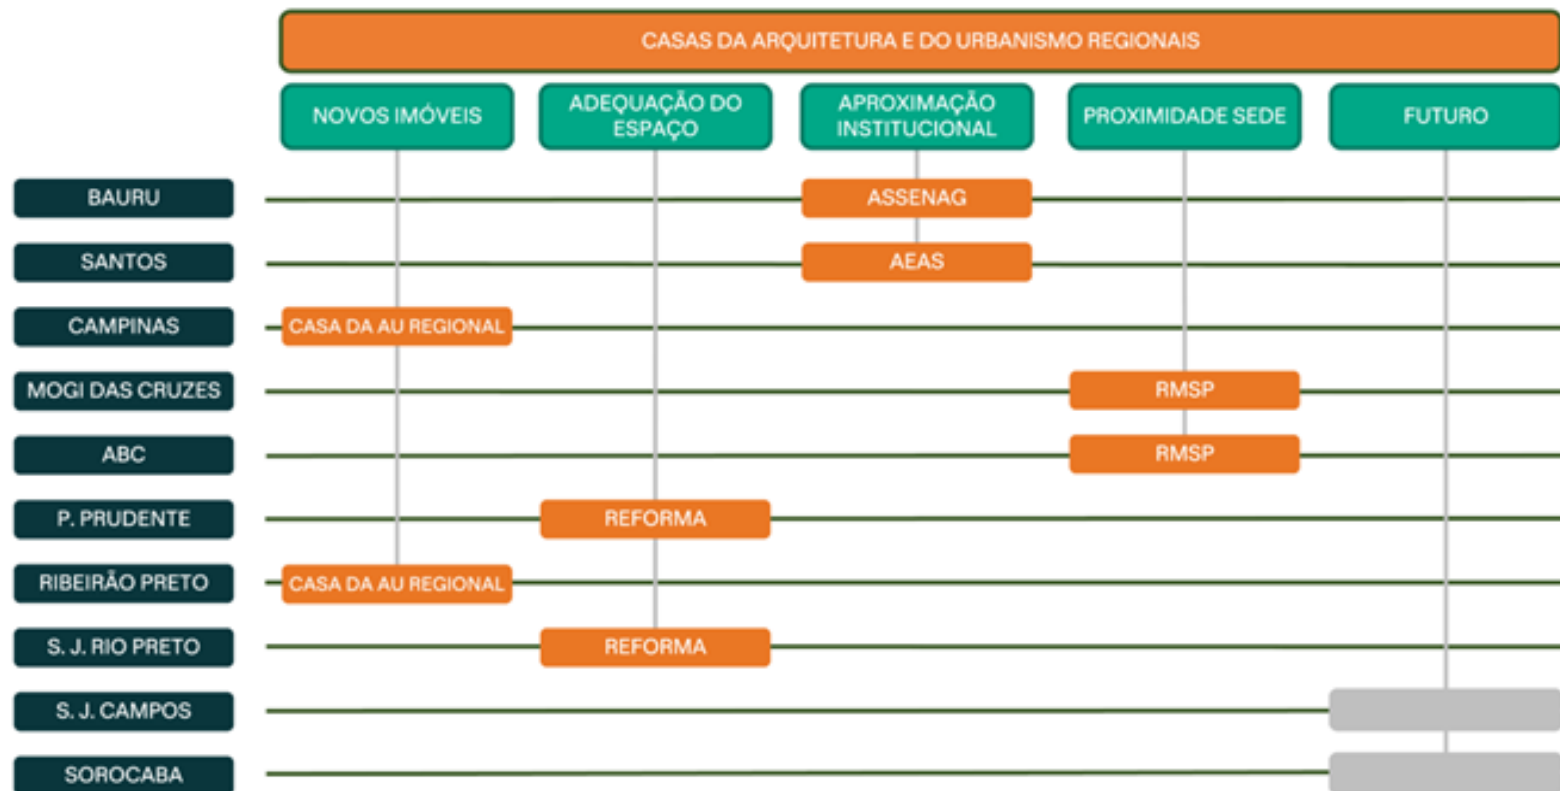 CASAS DA ARQUITETURA E DO URBANISMO REGIONAIS
NOVOS IMÓVEIS
ADEQUAÇÃO DO
ESPAÇO
APROXIMAÇÃO
INSTITUCIONAL
PROXIMIDADE SEDE
FUTURO
BAURU
ASSENAG
SANTOS
AEAS
CAMPINAS
CASA DA AU REGIONAL
MOGI DAS CRUZES
RMSP
ABC
RMSP
P. PRUDENTE
REFORMA
RIBEIRÃO PRETO
CASA DA AU REGIONAL
S. J. RIO PRETO
REFORMA
S. J. CAMPOS
SOROCABA